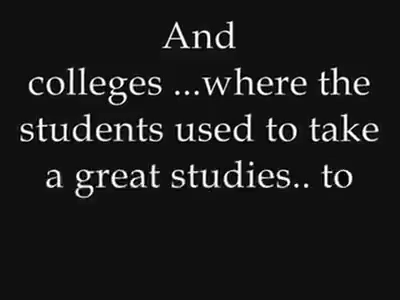 And
colleges ...where the
students used to take
a great studies.. to